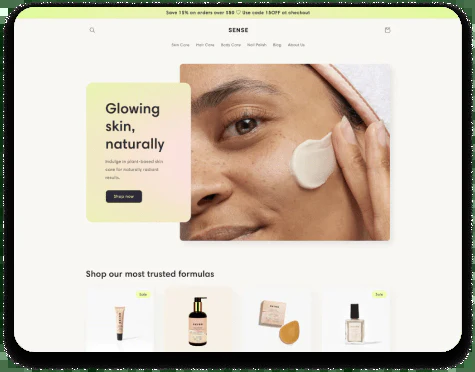 Save 15% on orders over $50 ♡ Use code 15OFF at checkout
SENSE
Skin Care Hair Care Body Care Nail Polish Blog About Us
Glowing
skin,
naturally
Indulge in plant-based skin
care for naturally radiant
results.
Shop now
Shop our most trusted formulas
Sale
Sale